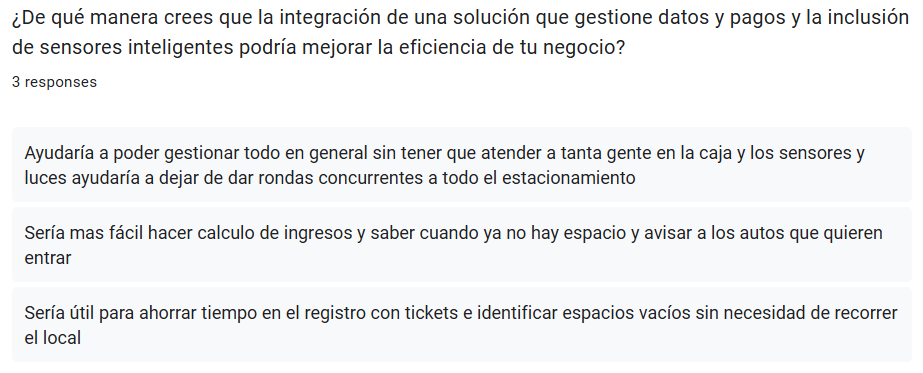 ¿De qué manera crees que la integración de una solución que gestione datos y pagos y la inclusión
de sensores inteligentes podría mejorar la eficiencia de tu negocio?
3 responses
Ayudaría a poder gestionar todo en general sin tener que atender a tanta gente en la caja y los sensores y
luces ayudaría a dejar de dar rondas concurrentes a todo el estacionamiento
Sería mas fácil hacer calculo de ingresos y saber cuando ya no hay espacio y avisar a los autos que quieren
entrar
Sería útil para ahorrar tiempo en el registro con tickets e identificar espacios vacíos sin necesidad de recorrer
el local